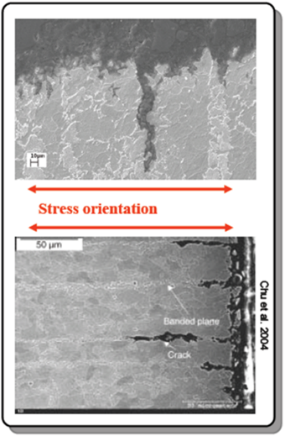 10µm
Stress orientation
50 µm
Banded plane
Crack
Chu et al. 2004